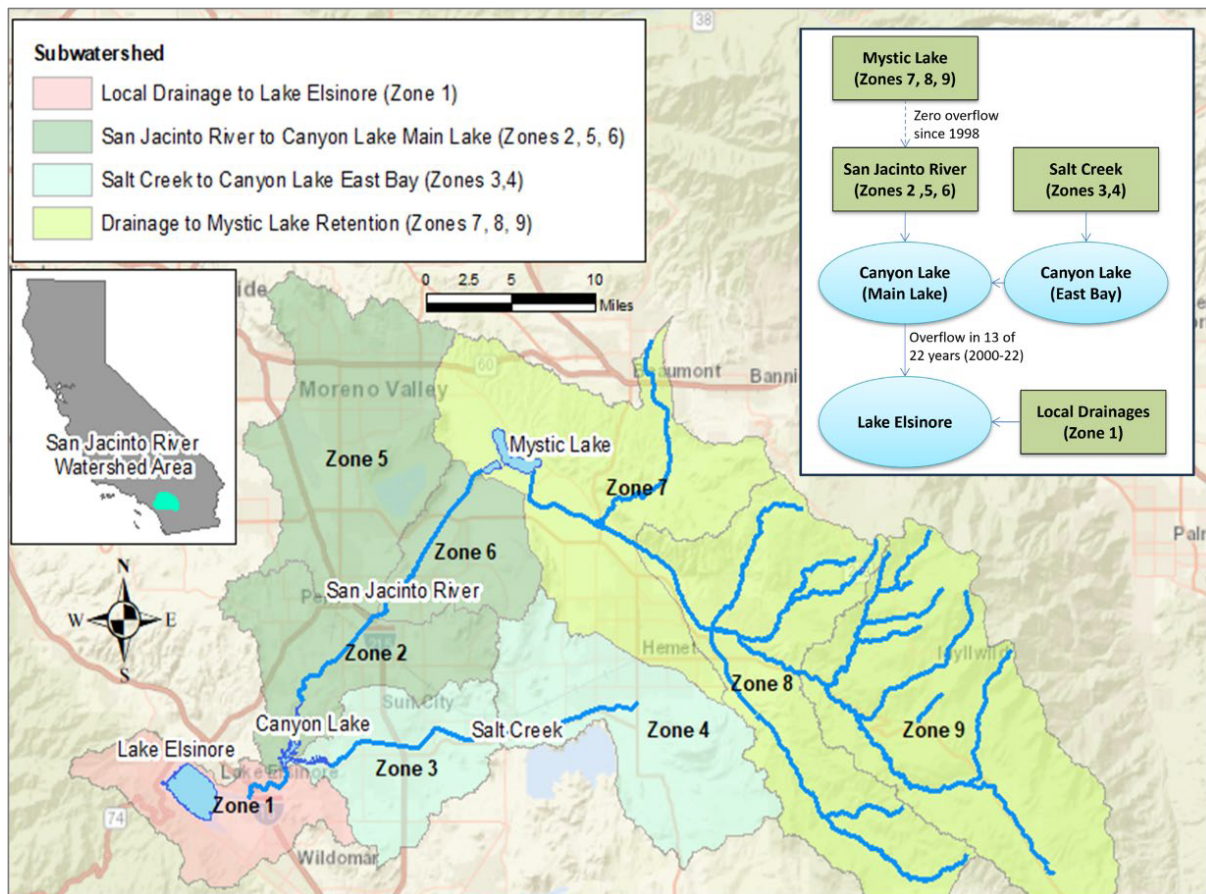 38
Subwatershed
Local Drainage to Lake Elsinore (Zone 1)
San Jacinto River to Canyon Lake Main Lake (Zones 2, 5, 6)
Salt Creek to Canyon Lake East Bay (Zones 3,4)
Drainage to Mystic Lake Retention (Zones 7, 8, 9)
Mystic Lake
(Zones 7, 8, 9)
Zero overflow
since 1998
San Jacinto River
(Zones 2 ,5, 6)
Salt Creek
(Zones 3,4)
Canyon Lake
(Main Lake)
Canyon Lake
(East Bay)
Overflow in 13 of
22 years (2000-22)
Lake Elsinore
Local Drainages
(Zone 1)
San Jacinto River
Watershed Area
0 2.5 5 10
Miles
60
Beaumont
Moreno Valley
Mystic Lake
Zone 5
Zone 7
Zone 6
San Jacinto River
N
W E
S
Zone 2
Hemet
Zone 8
Sun City
Canyon Lake
Salt Creek
Zone 4
Zone 9
Lake Elsinore
Lake Elsinore
Zone 3
Zone 1
74
Wildomar